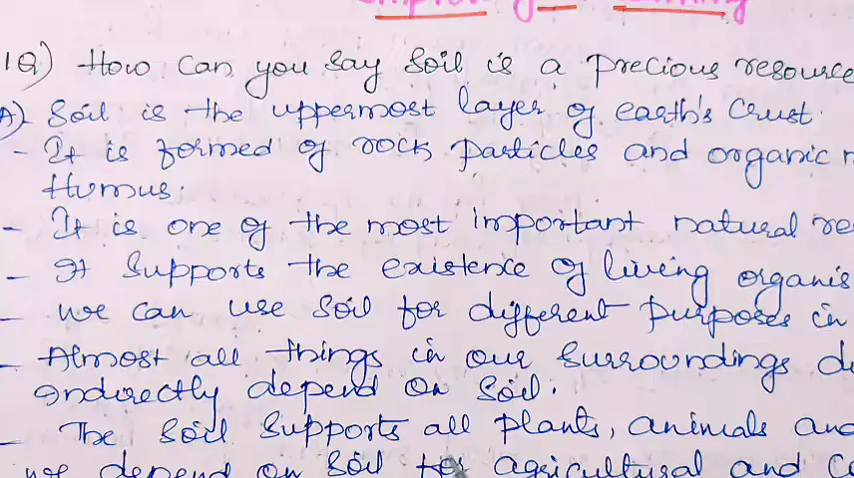 1Q) How can you say Soil is a precious resource
A) Soil is the uppermost layer of earth's crust.
- It is formed of rock particles and organic
Humus.
- It is one of the most important natural
- It supports the existence of living
- we can use Soil for different purposes in
- Almost all things in our surroundings
indirectly depend on Soil.
- The Soil supports all plants, animals
we depend on Soil for agricultural and